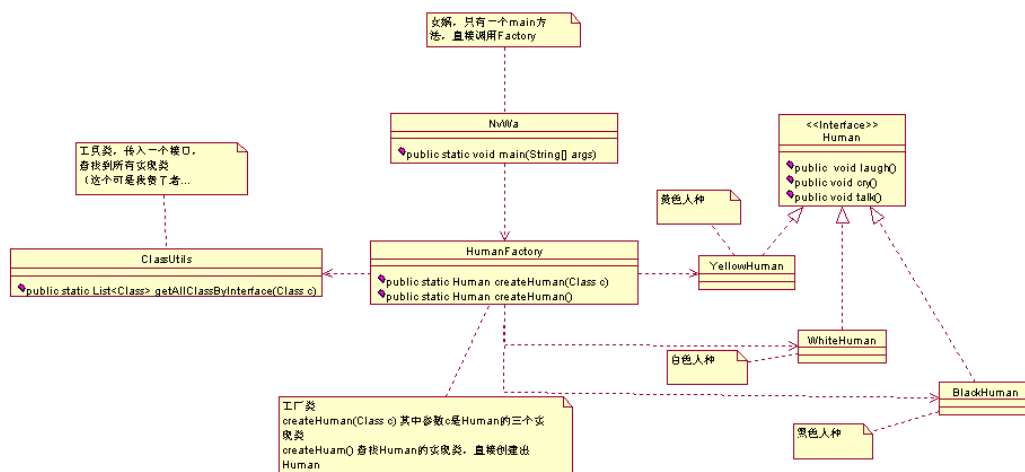 女娲，只有一个main方
法，直接调用Factory
NvWa
public static void main(String[] args)
<<Interface>>
Human
public void laugh()
public void cry()
public void talk()
工具类，传入一个接口，
查找到所有实现类
（这个可是我费了老...
黄色人种
ClassUtils
public static List<Class> getAllClassByInterface(Class c)
HumanFactory
public static Human createHuman(Class c)
public static Human createHuman()
YellowHuman
WhiteHuman
白色人种
BlackHuman
黑色人种
工厂类
createHuman(Class c) 其中参数c是Human的三个实
现类
createHuam() 查找Human的实现类，直接创建出
Human